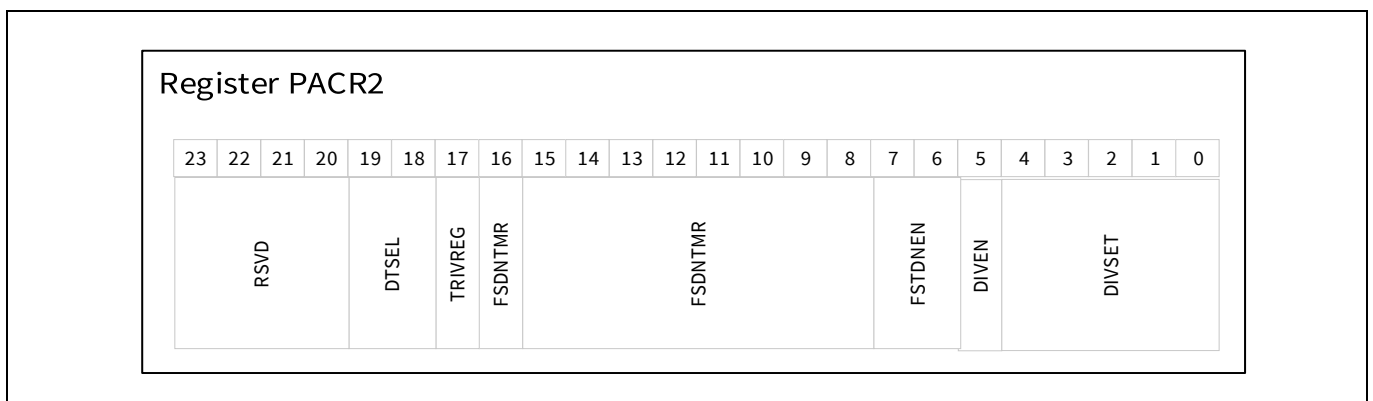 Register PACR2
23 22 21 20 19 18 17 16 15 14 13 12 11 10 9 8 7 6 5 4 3 2 1 0
RSVD DTSEL TRIVREG FSDNTMR FSDNTMR FSTDNEN DIVEN DIVSET